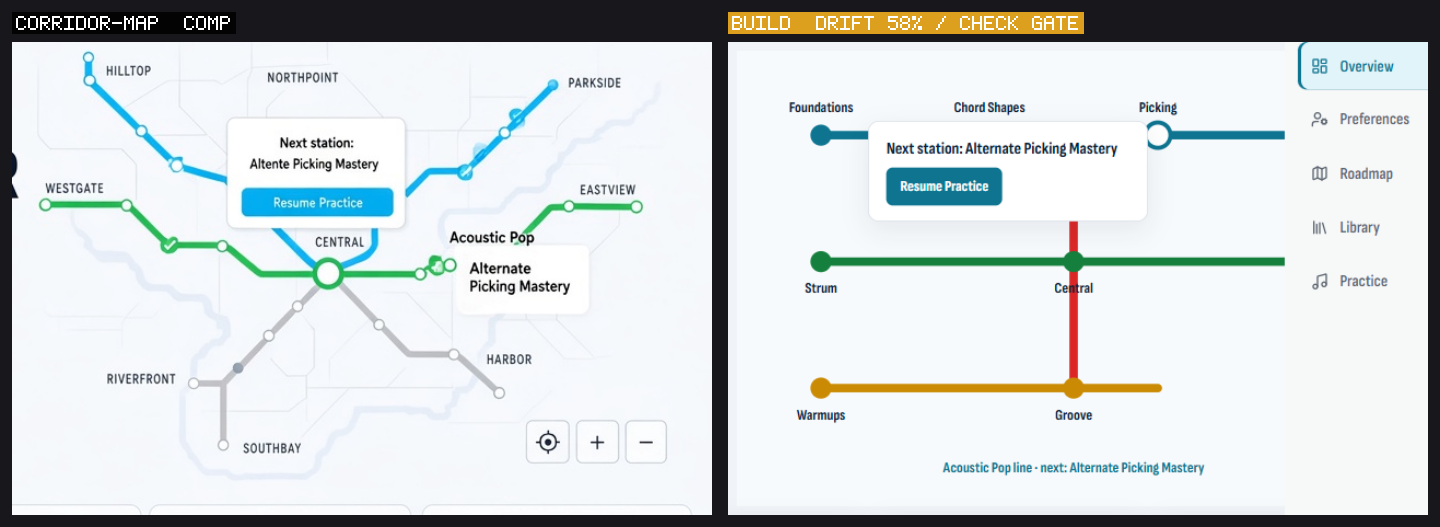 CORRIDOR-MAP COMP
HILLTOP
NORTHPOINT
PARKSIDE
Next station:
Altente Picking Mastery
Resume Practice
WESTGATE
EASTVIEW
CENTRAL
Acoustic Pop
Alternate
Picking Mastery
RIVERFRONT
HARBOR
SOUTHBAY
BUILD DRIFT 58% / CHECK GATE
Foundations
Chord Shapes
Picking
Next station: Alternate Picking Mastery
Resume Practice
Strum
Central
Warmups
Groove
Acoustic Pop line · next: Alternate Picking Mastery
Overview
Preferences
Roadmap
Library
Practice